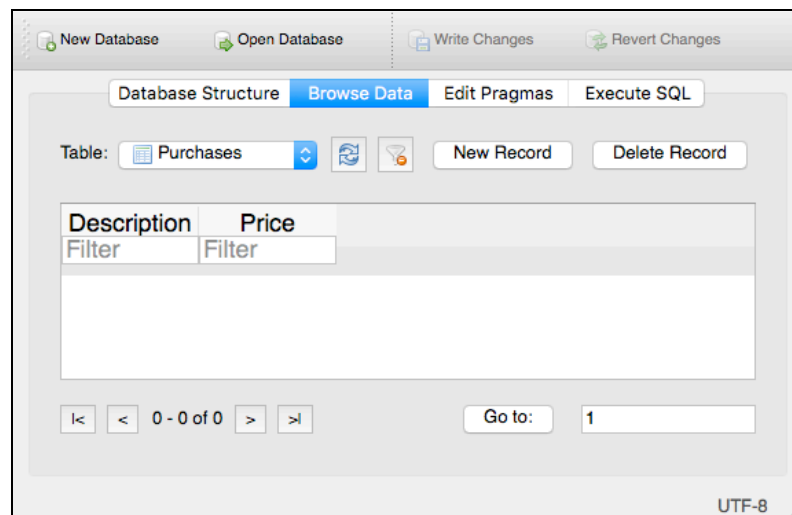 New Database Open Database Write Changes Revert Changes
Database Structure Browse Data Edit Pragmas Execute SQL
Table: Purchases New Record Delete Record
Description Price
Filter Filter
|< < 0 - 0 of 0 > >| Go to: 1
UTF-8